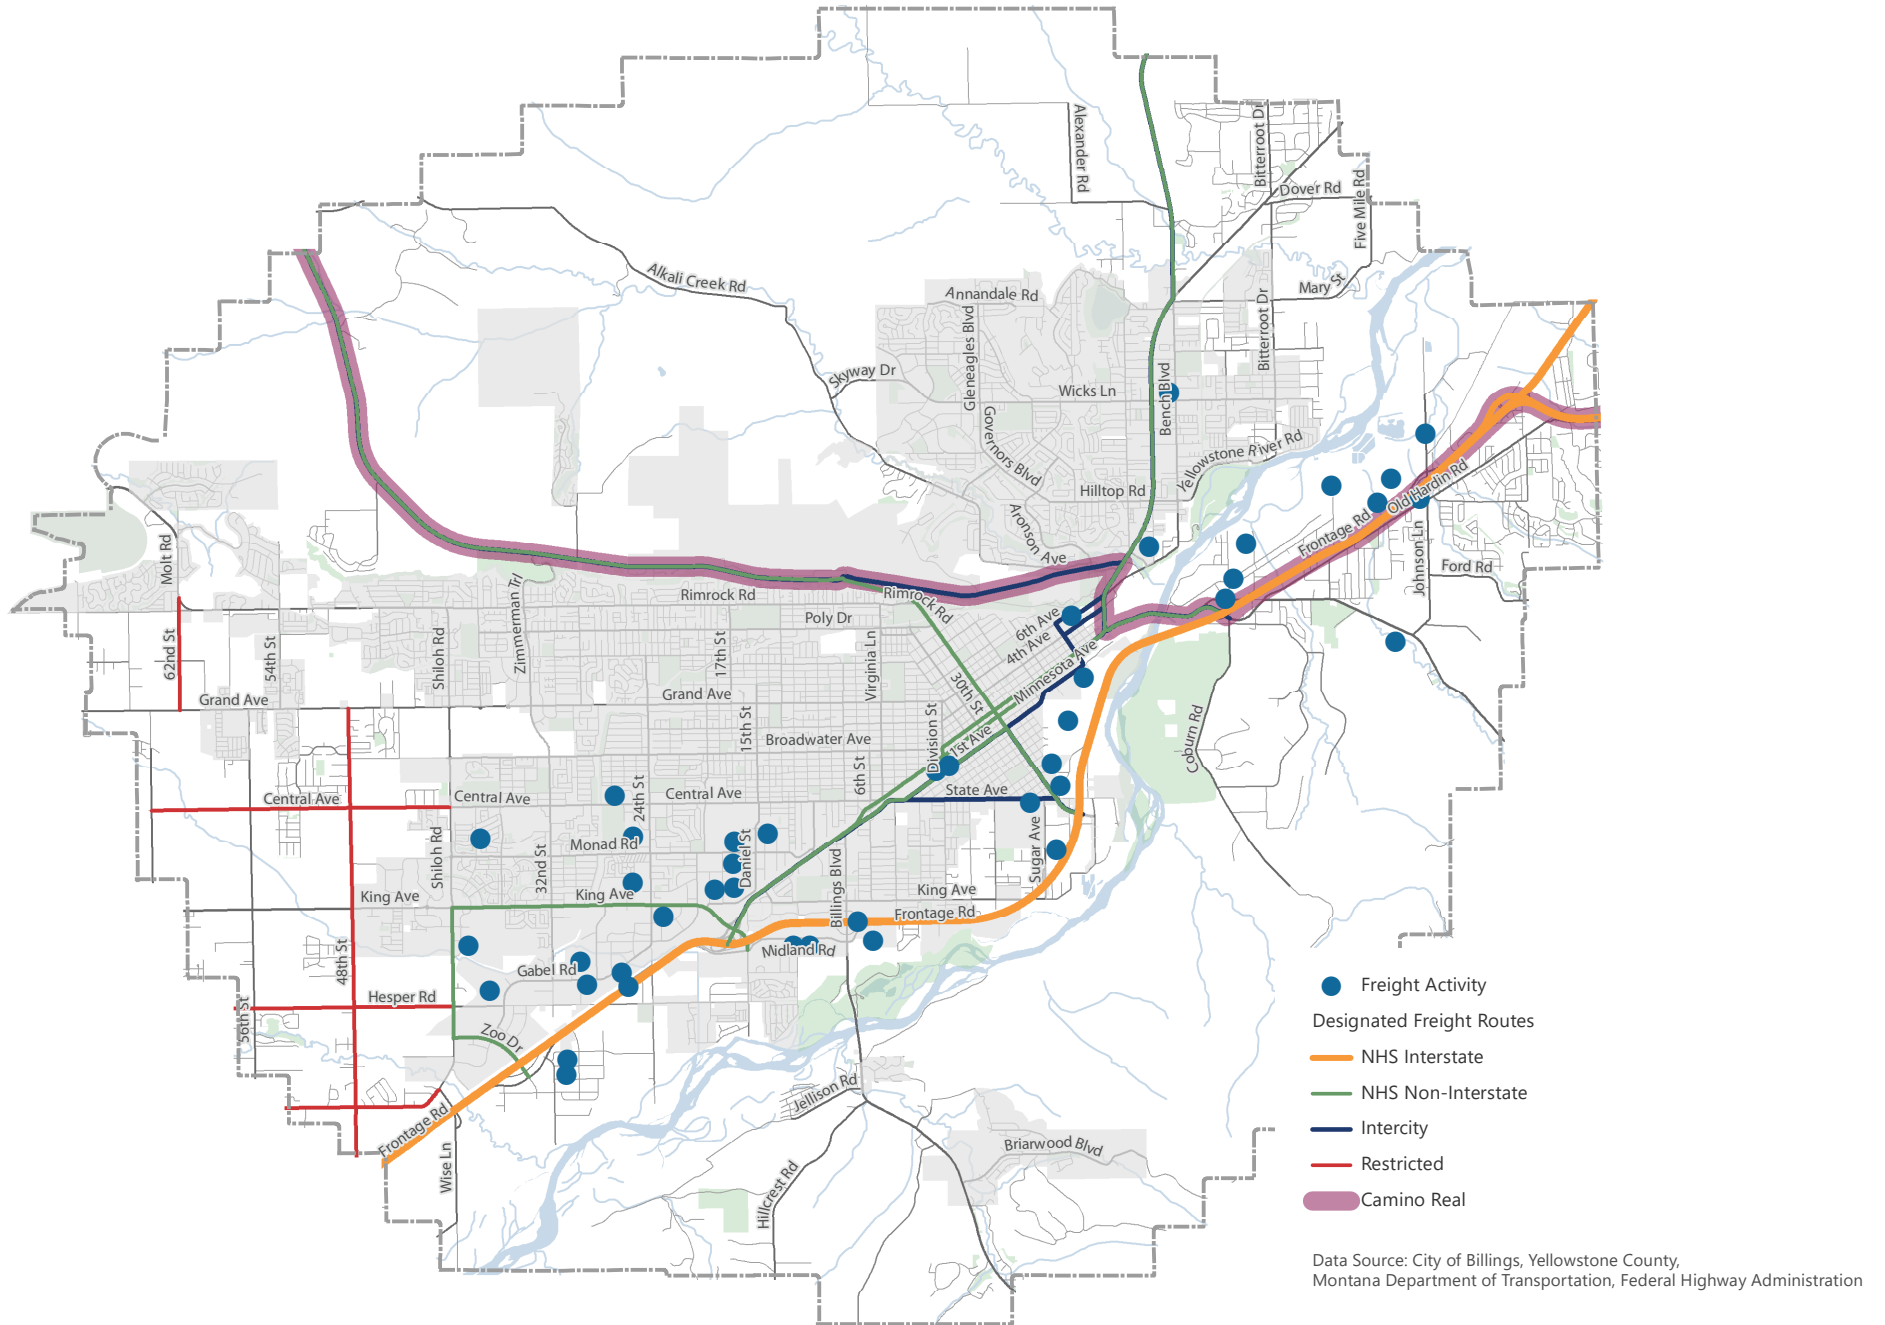 Alexander Rd
Bitterroot Dr
Dover Rd
Five Mile Rd
Alkali Creek Rd
Annandale Rd
Mary St
Gleneagles Blvd
Bitterroot Dr
Skyway Dr
Wicks Ln
Bench Blvd
Governors Blvd
Yellowstone River Rd
Hilltop Rd
Old Hardin Rd
Aronson Ave
Frontage Rd
Johnson Ln
Ford Rd
Molt Rd
Zimmerman Trl
Rimrock Rd
Rimrock Rd
Poly Dr
6th Ave
4th Ave
Minnesota Ave
62nd St
54th St
Shiloh Rd
17th St
Virginia Ln
Grand Ave
Grand Ave
30th St
15th St
Division St
Broadwater Ave
1st Ave
Coburn Rd
6th St
Central Ave
Central Ave
24th St
Central Ave
State Ave
Shiloh Rd
32nd St
Monad Rd
Daniel St
Billings Blvd
Sugar Ave
King Ave
King Ave
King Ave
Frontage Rd
48th St
Gabel Rd
Midland Rd
Hesper Rd
56th St
Zoo Dr
Frontage Rd
Jellison Rd
Wise Ln
Hillcrest Rd
Briarwood Blvd
Freight Activity
Designated Freight Routes
NHS Interstate
NHS Non-Interstate
Intercity
Restricted
Camino Real
Data Source: City of Billings, Yellowstone County,
Montana Department of Transportation, Federal Highway Administration